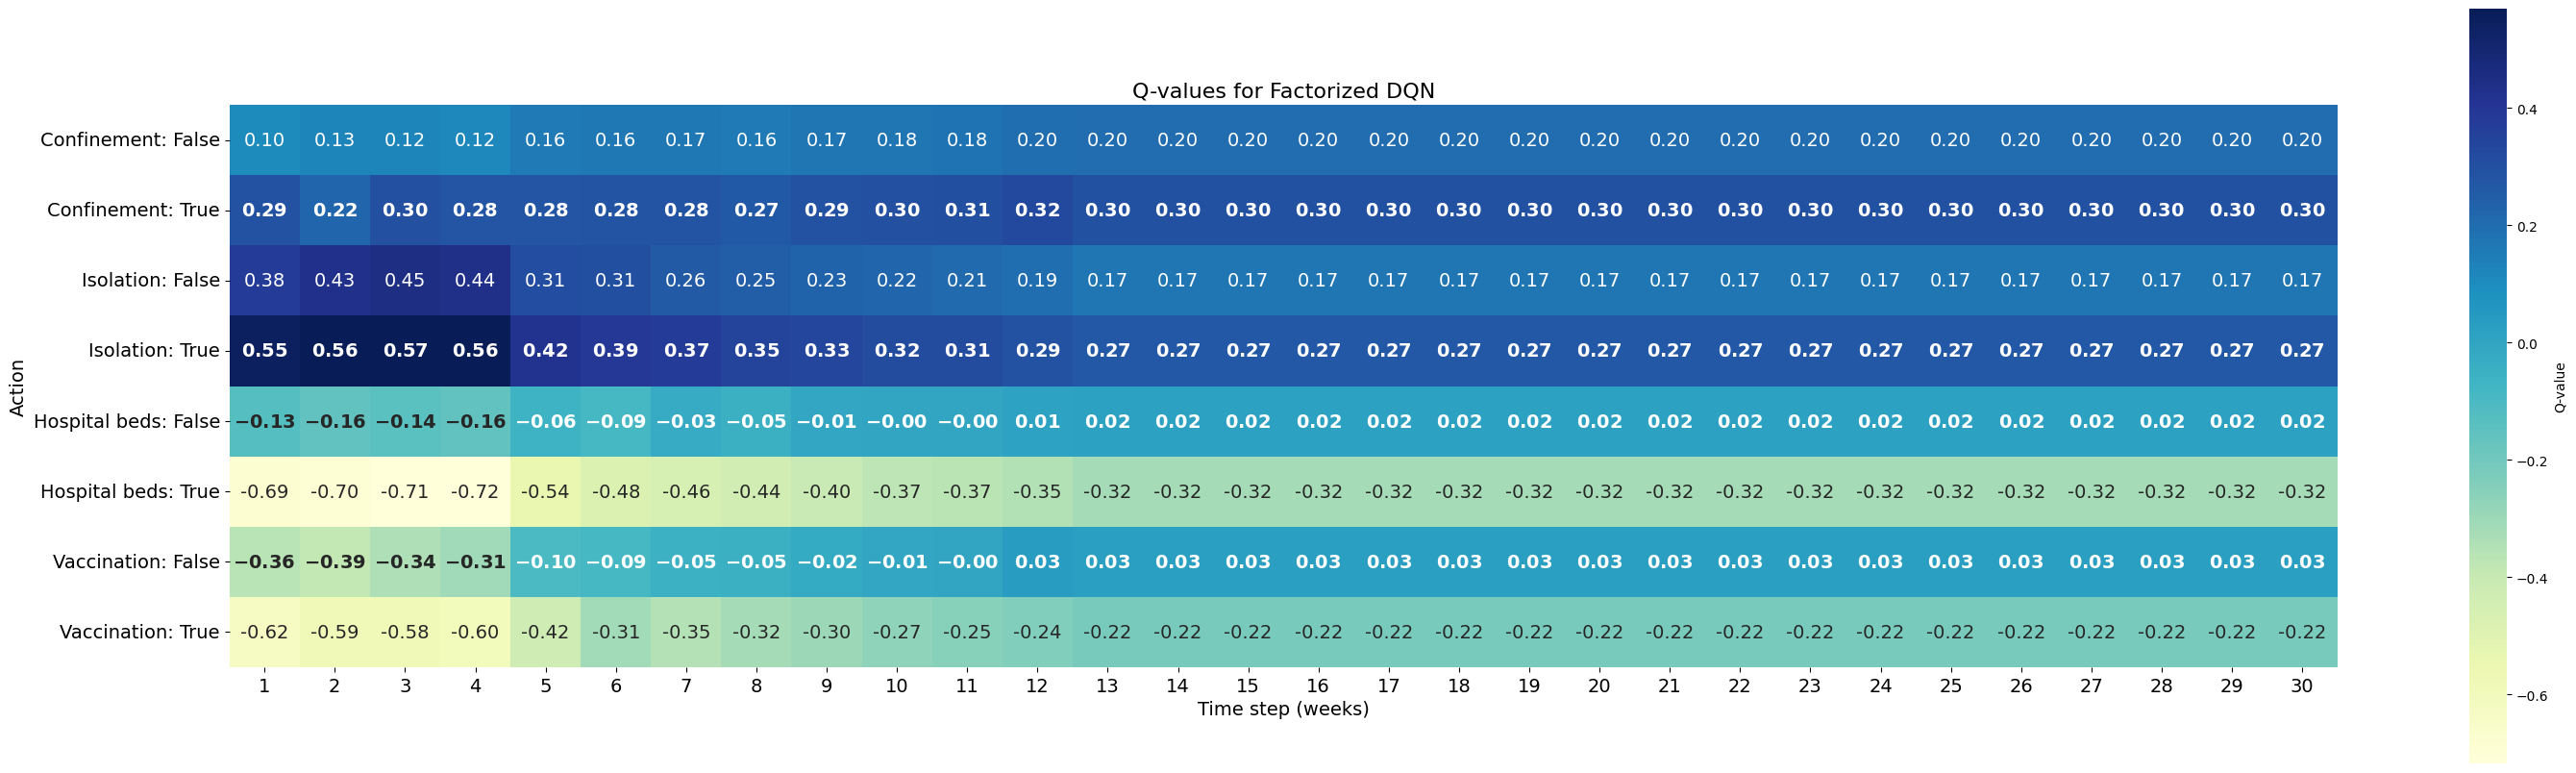 Q-values for Factorized DQN
Confinement: False 0.10 0.13 0.12 0.12 0.16 0.16 0.17 0.16 0.17 0.18 0.18 0.20 0.20 0.20 0.20 0.20 0.20 0.20 0.20 0.20 0.20 0.20 0.20 0.20 0.20 0.20 0.20 0.20 0.20 0.20
Confinement: True 0.29 0.22 0.30 0.28 0.28 0.28 0.28 0.27 0.29 0.30 0.31 0.32 0.30 0.30 0.30 0.30 0.30 0.30 0.30 0.30 0.30 0.30 0.30 0.30 0.30 0.30 0.30 0.30 0.30 0.30
Isolation: False 0.38 0.43 0.45 0.44 0.31 0.31 0.26 0.25 0.23 0.22 0.21 0.19 0.17 0.17 0.17 0.17 0.17 0.17 0.17 0.17 0.17 0.17 0.17 0.17 0.17 0.17 0.17 0.17 0.17 0.17
Isolation: True 0.55 0.56 0.57 0.56 0.42 0.39 0.37 0.35 0.33 0.32 0.31 0.29 0.27 0.27 0.27 0.27 0.27 0.27 0.27 0.27 0.27 0.27 0.27 0.27 0.27 0.27 0.27 0.27 0.27 0.27
Hospital beds: False −0.13 −0.16 −0.14 −0.16 −0.06 −0.09 −0.03 −0.05 −0.01 −0.00 −0.00 0.01 0.02 0.02 0.02 0.02 0.02 0.02 0.02 0.02 0.02 0.02 0.02 0.02 0.02 0.02 0.02 0.02 0.02 0.02
Hospital beds: True -0.69 -0.70 -0.71 -0.72 -0.54 -0.48 -0.46 -0.44 -0.40 -0.37 -0.37 -0.35 -0.32 -0.32 -0.32 -0.32 -0.32 -0.32 -0.32 -0.32 -0.32 -0.32 -0.32 -0.32 -0.32 -0.32 -0.32 -0.32 -0.32 -0.32
Vaccination: False −0.36 −0.39 −0.34 −0.31 −0.10 −0.09 −0.05 −0.05 −0.02 −0.01 −0.00 0.03 0.03 0.03 0.03 0.03 0.03 0.03 0.03 0.03 0.03 0.03 0.03 0.03 0.03 0.03 0.03 0.03 0.03 0.03
Vaccination: True -0.62 -0.59 -0.58 -0.60 -0.42 -0.31 -0.35 -0.32 -0.30 -0.27 -0.25 -0.24 -0.22 -0.22 -0.22 -0.22 -0.22 -0.22 -0.22 -0.22 -0.22 -0.22 -0.22 -0.22 -0.22 -0.22 -0.22 -0.22 -0.22 -0.22
1 2 3 4 5 6 7 8 9 10 11 12 13 14 15 16 17 18 19 20 21 22 23 24 25 26 27 28 29 30
Time step (weeks)
Action
0.4
0.2
0.0
−0.2
−0.4
−0.6
Q-value